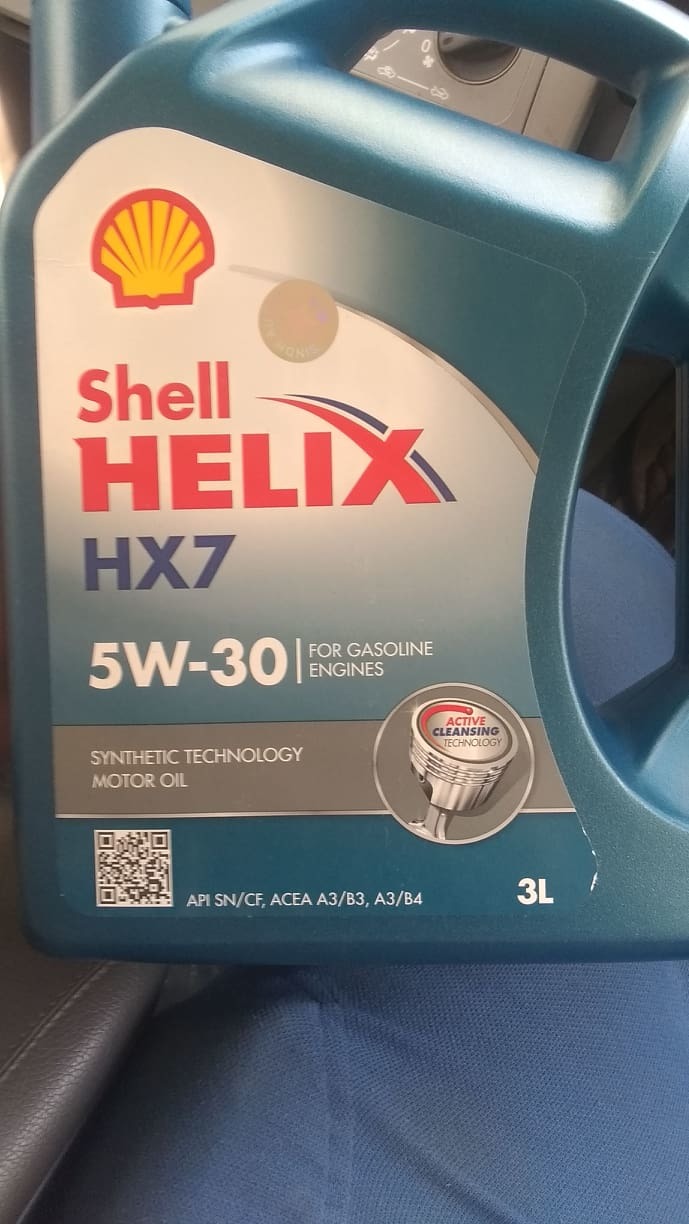 0
Shell
HELIX
HX7
5W-30
FOR GASOLINE
ENGINES
ACTIVE
CLEANSING
TECHNOLOGY
SYNTHETIC TECHNOLOGY
MOTOR OIL
API SN/CF, ACEA A3/B3, A3/B4
3L